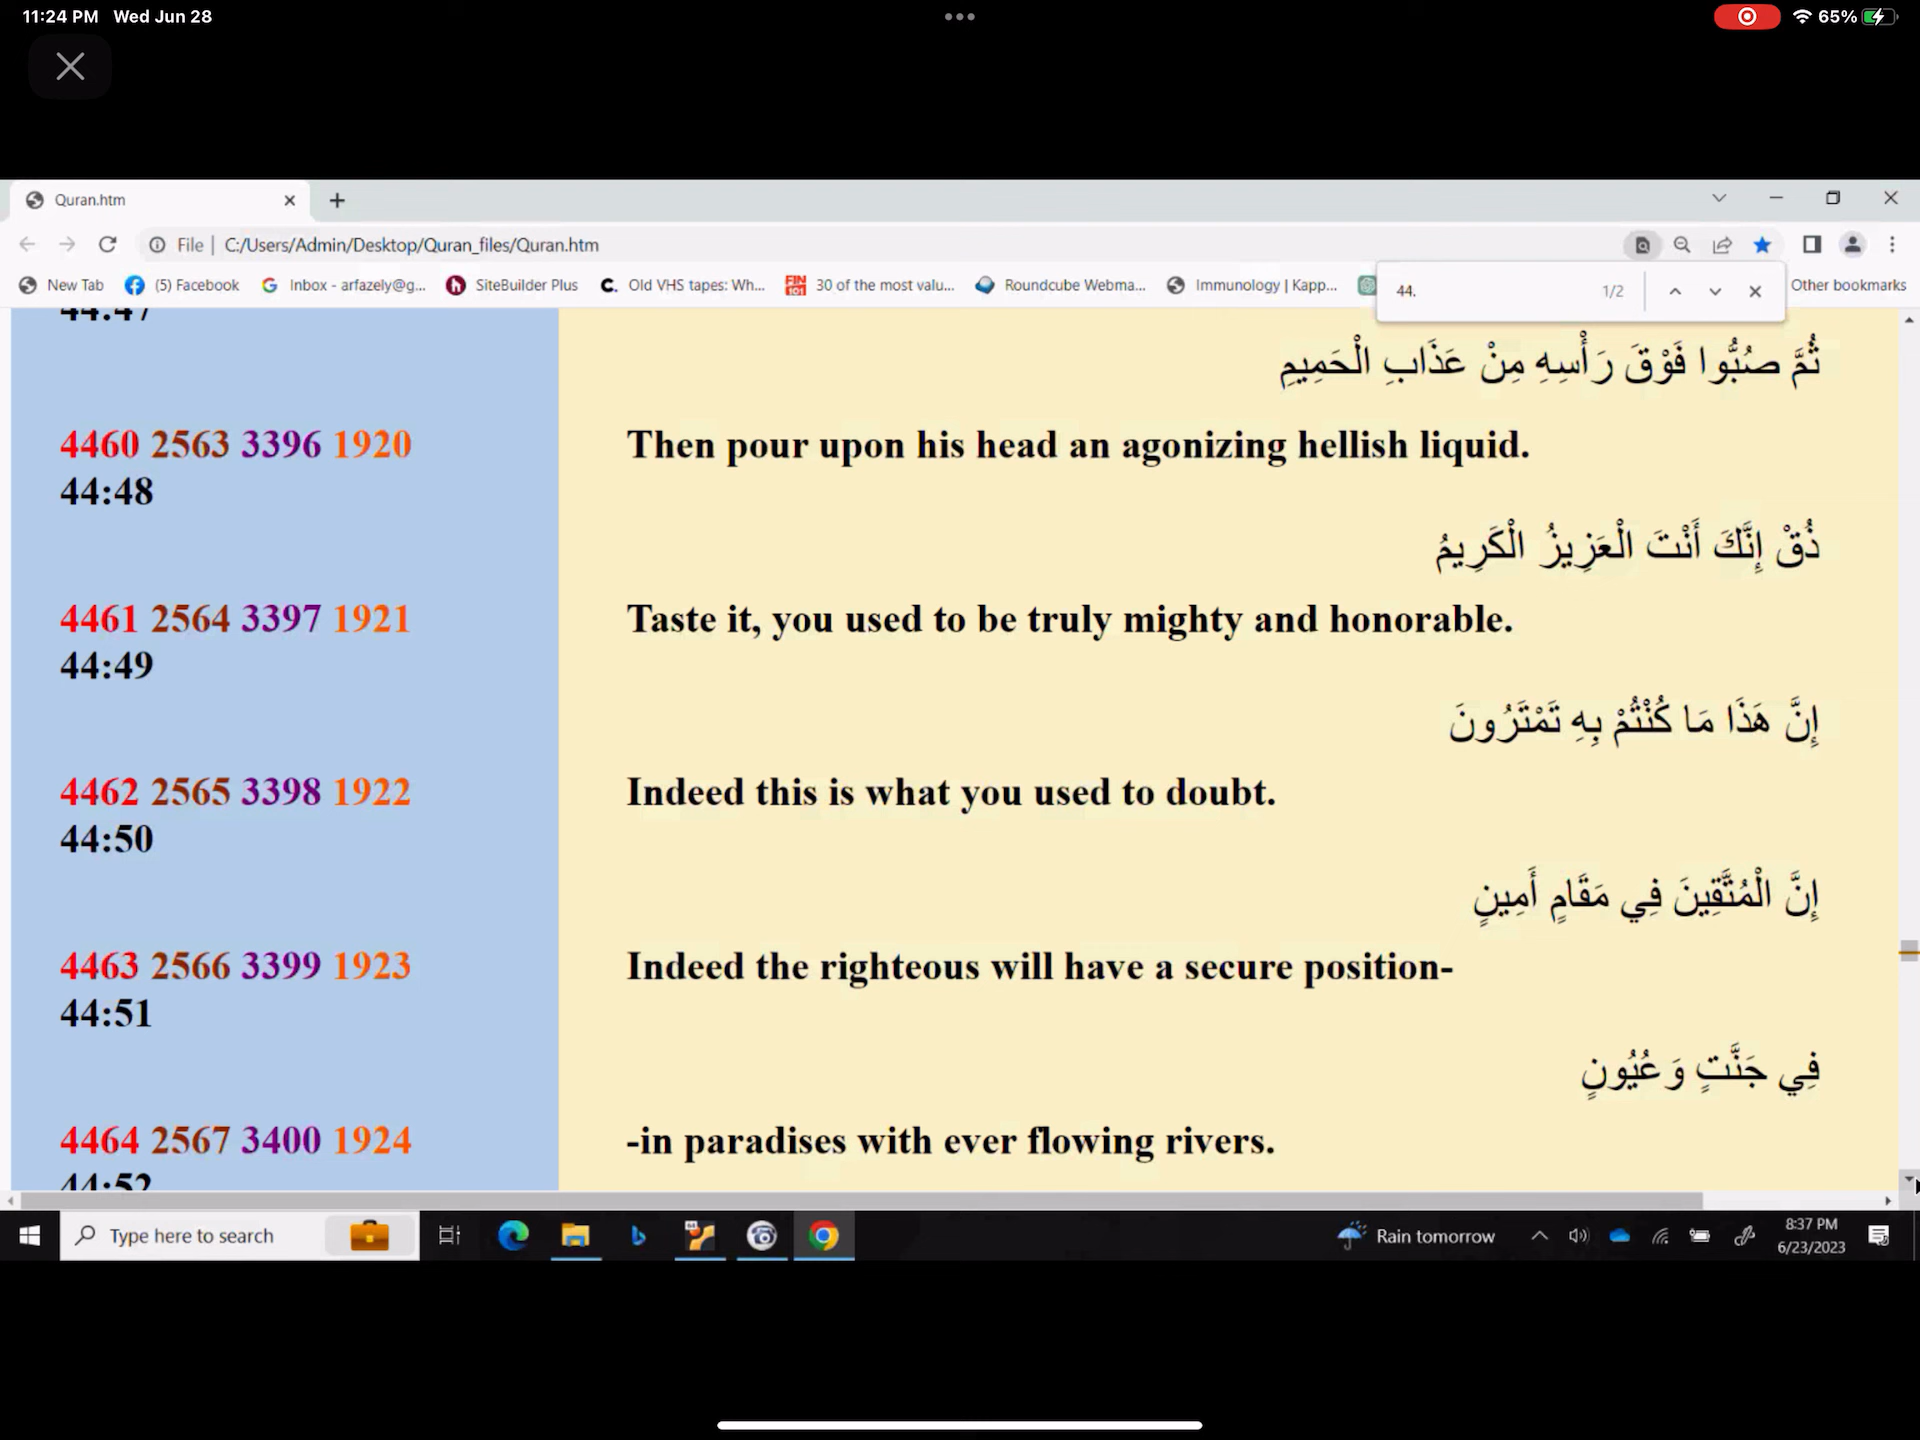 11:24 PM Wed Jun 28
65%
Quran.htm
File | C:/Users/Admin/Desktop/Quran_files/Quran.htm
New Tab (5) Facebook Inbox - arfazely@g... SiteBuilder Plus Old VHS tapes: Wh... 30 of the most valu... Roundcube Webma... Immunology | Kapp... Other bookmarks
44. 1/2
44:47
ثُمَّ صُبُّوا فَوْقَ رَأْسِهِ مِنْ عَذَابِ الْحَمِيمِ
4460 2563 3396 1920 Then pour upon his head an agonizing hellish liquid.
44:48
ذُقْ إِنَّكَ أَنْتَ الْعَزِيزُ الْكَرِيمُ
4461 2564 3397 1921 Taste it, you used to be truly mighty and honorable.
44:49
إِنَّ هَذَا مَا كُنْتُمْ بِهِ تَمْتَرُونَ
4462 2565 3398 1922 Indeed this is what you used to doubt.
44:50
إِنَّ الْمُتَّقِينَ فِي مَقَامٍ أَمِينٍ
4463 2566 3399 1923 Indeed the righteous will have a secure position-
44:51
فِي جَنَّتٍ وَعُيُونٍ
4464 2567 3400 1924 -in paradises with ever flowing rivers.
44:52
Type here to search
Rain tomorrow
8:37 PM
6/23/2023